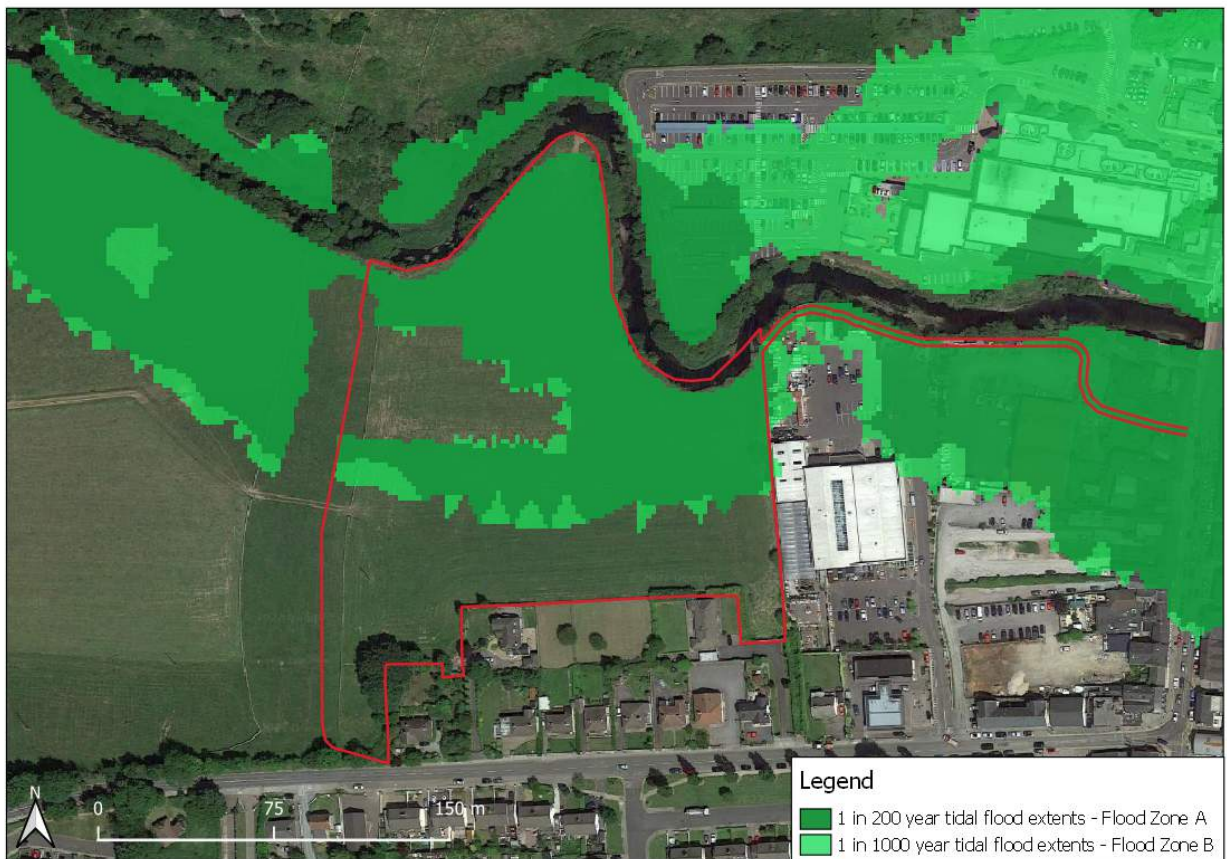 N
0 75 150 m
Legend
1 in 200 year tidal flood extents - Flood Zone A
1 in 1000 year tidal flood extents - Flood Zone B